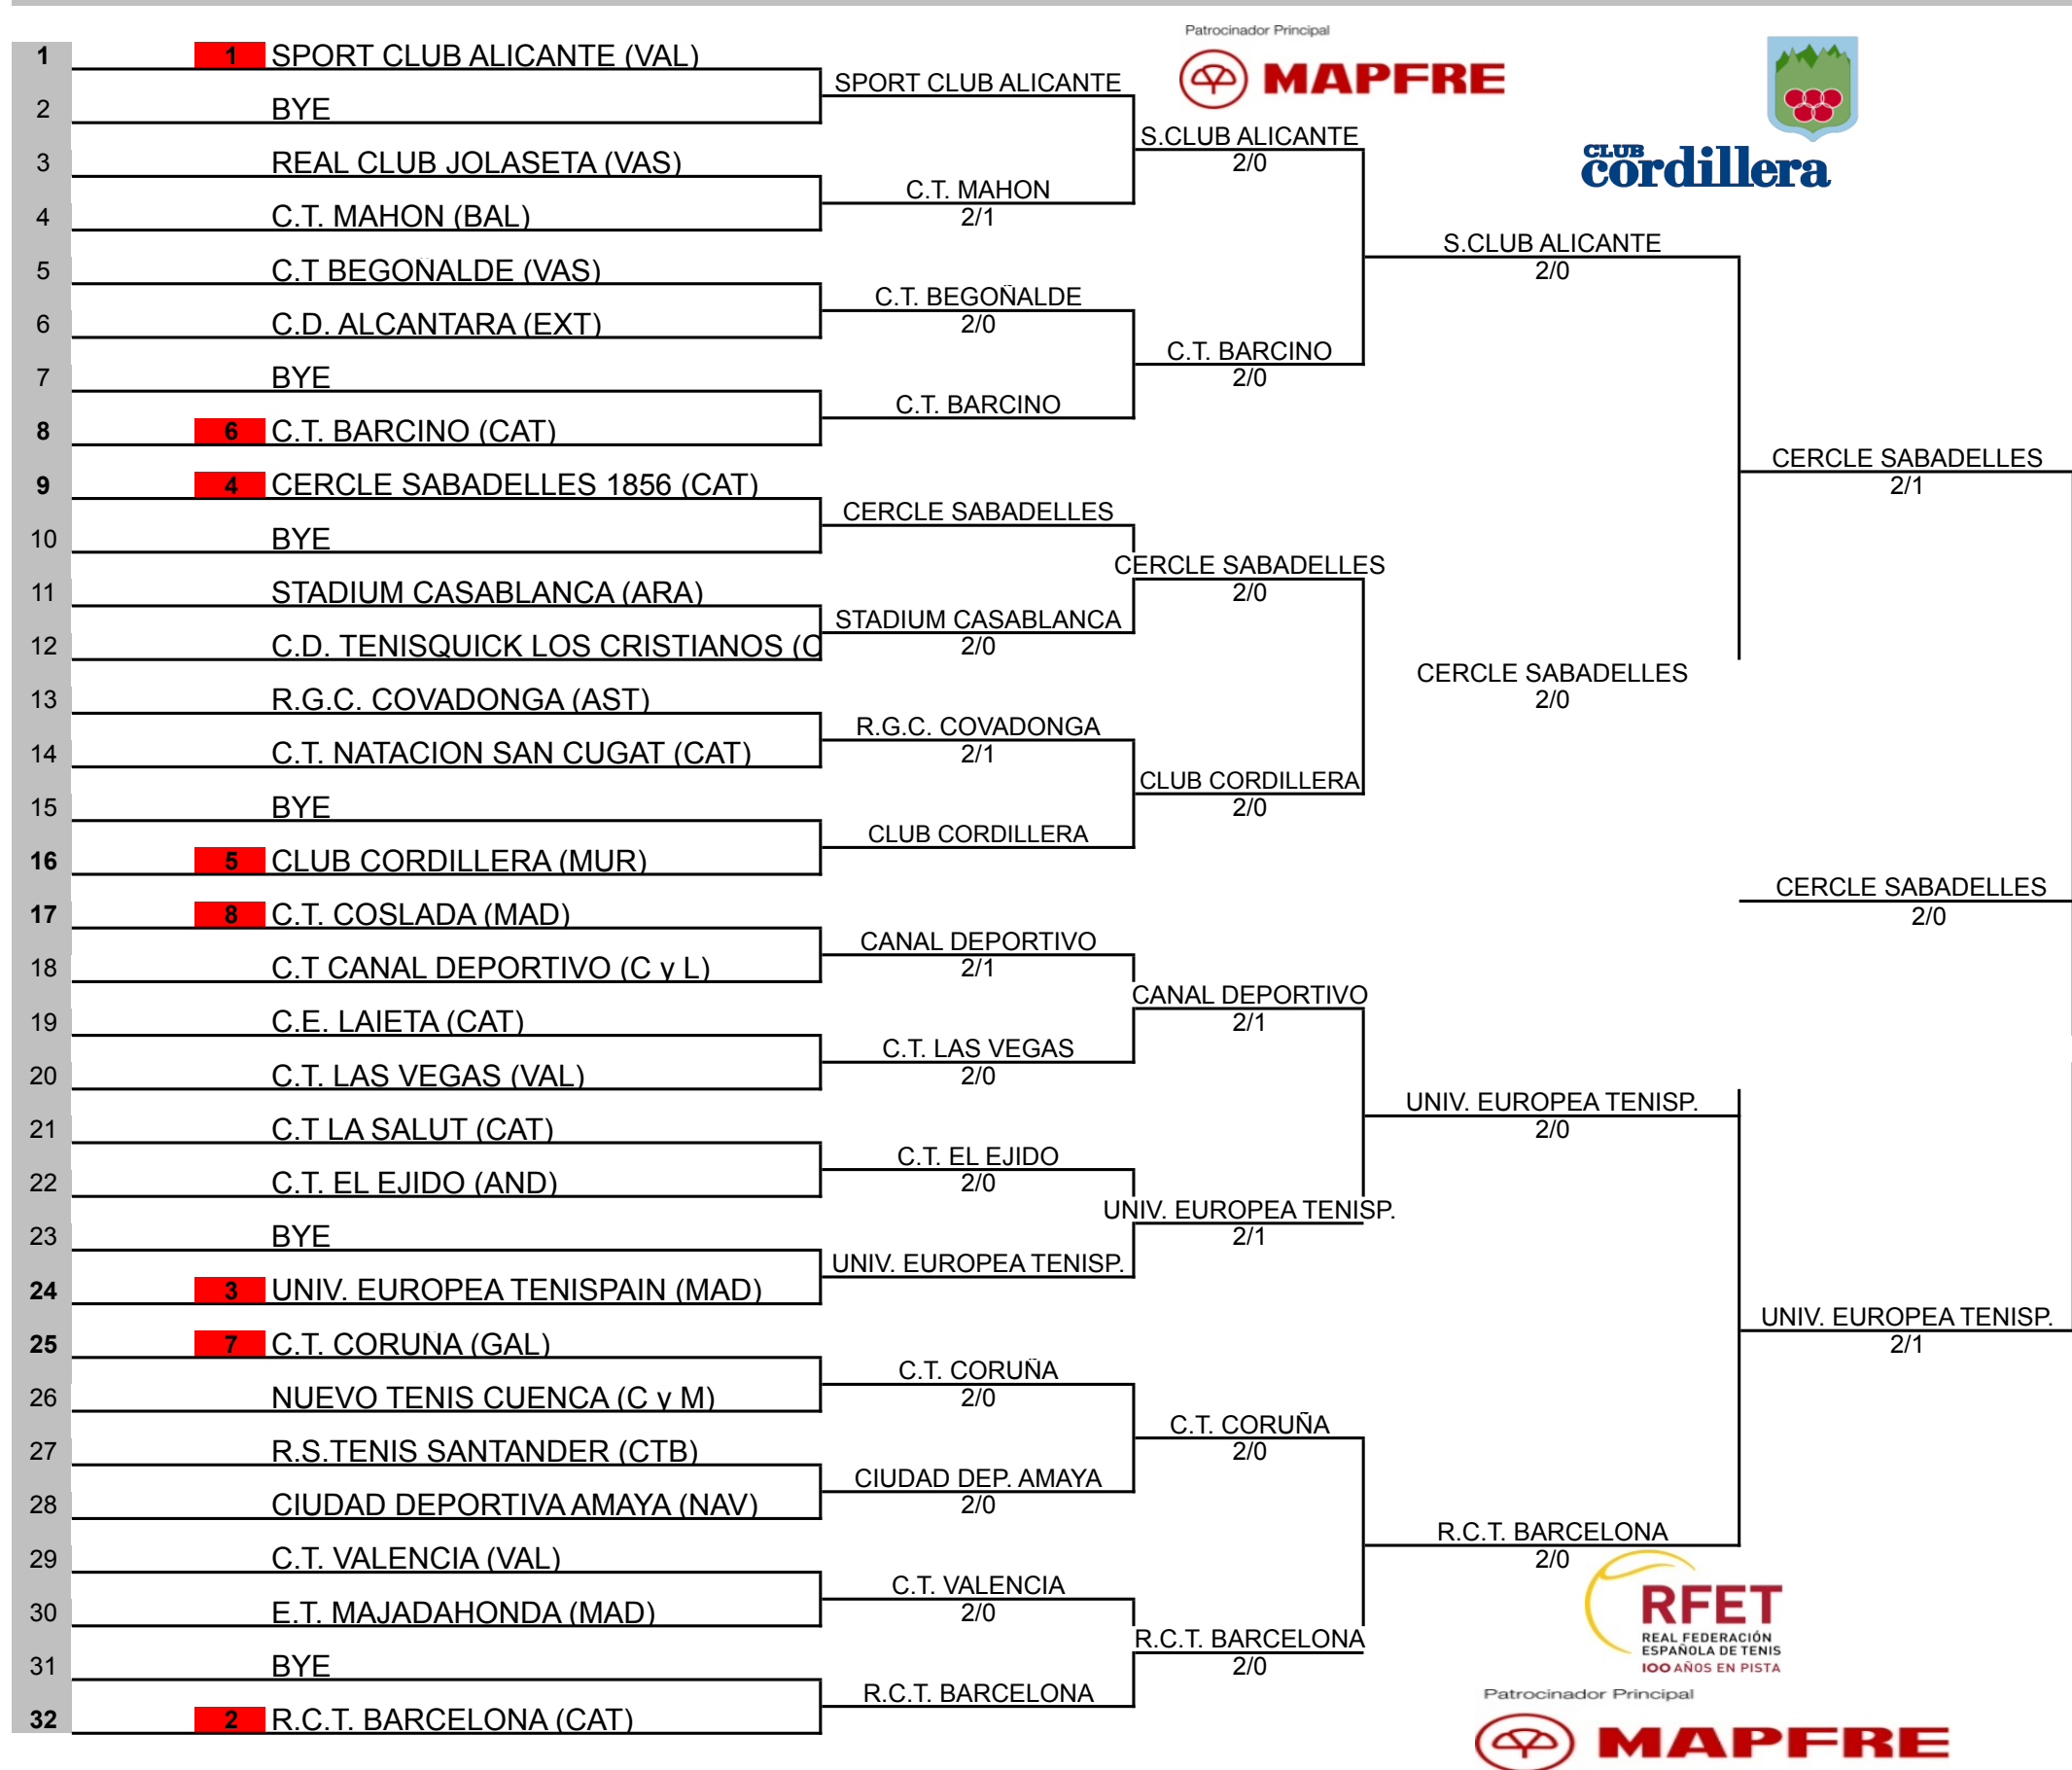 Patrocinador Principal
MAPFRE
CLUB
cordillera
1 1 SPORT CLUB ALICANTE (VAL)
2 BYE
3 REAL CLUB JOLASETA (VAS)
4 C.T. MAHON (BAL)
5 C.T BEGOÑALDE (VAS)
6 C.D. ALCANTARA (EXT)
7 BYE
8 6 C.T. BARCINO (CAT)
9 4 CERCLE SABADELLES 1856 (CAT)
10 BYE
11 STADIUM CASABLANCA (ARA)
12 C.D. TENISQUICK LOS CRISTIANOS (C
13 R.G.C. COVADONGA (AST)
14 C.T. NATACION SAN CUGAT (CAT)
15 BYE
16 5 CLUB CORDILLERA (MUR)
17 8 C.T. COSLADA (MAD)
18 C.T CANAL DEPORTIVO (C y L)
19 C.E. LAIETA (CAT)
20 C.T. LAS VEGAS (VAL)
21 C.T LA SALUT (CAT)
22 C.T. EL EJIDO (AND)
23 BYE
24 3 UNIV. EUROPEA TENISPAIN (MAD)
25 7 C.T. CORUÑA (GAL)
26 NUEVO TENIS CUENCA (C y M)
27 R.S.TENIS SANTANDER (CTB)
28 CIUDAD DEPORTIVA AMAYA (NAV)
29 C.T. VALENCIA (VAL)
30 E.T. MAJADAHONDA (MAD)
31 BYE
32 2 R.C.T. BARCELONA (CAT)
SPORT CLUB ALICANTE
C.T. MAHON
2/1
C.T. BEGOÑALDE
2/0
C.T. BARCINO
CERCLE SABADELLES
STADIUM CASABLANCA
2/0
R.G.C. COVADONGA
2/1
CLUB CORDILLERA
CANAL DEPORTIVO
2/1
C.T. LAS VEGAS
2/0
C.T. EL EJIDO
2/0
UNIV. EUROPEA TENISP.
C.T. CORUÑA
2/0
CIUDAD DEP. AMAYA
2/0
C.T. VALENCIA
2/0
R.C.T. BARCELONA
S.CLUB ALICANTE
2/0
C.T. BARCINO
2/0
CERCLE SABADELLES
2/0
CLUB CORDILLERA
2/0
CANAL DEPORTIVO
2/1
UNIV. EUROPEA TENISP.
2/1
C.T. CORUÑA
2/0
R.C.T. BARCELONA
2/0
S.CLUB ALICANTE
2/0
CERCLE SABADELLES
2/0
UNIV. EUROPEA TENISP.
2/0
R.C.T. BARCELONA
2/0
CERCLE SABADELLES
2/1
CERCLE SABADELLES
2/0
UNIV. EUROPEA TENISP.
2/1
RFET
REAL FEDERACIÓN
ESPAÑOLA DE TENIS
100 AÑOS EN PISTA
Patrocinador Principal
MAPFRE